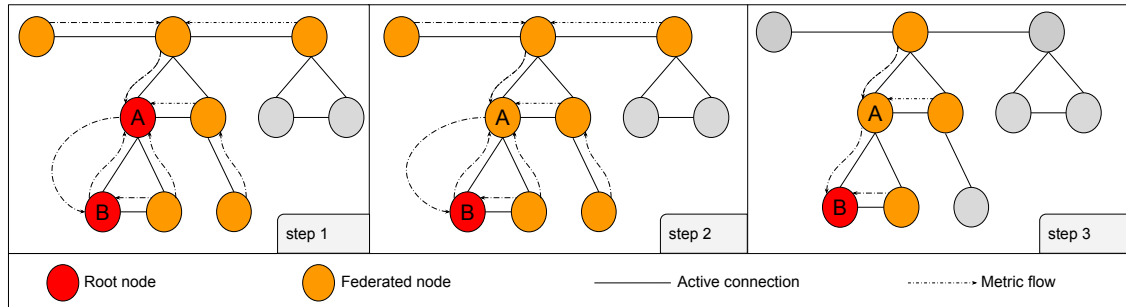 A
A
A
B
B
B
step 1
step 2
step 3
Root node
Federated node
Active connection
Metric flow